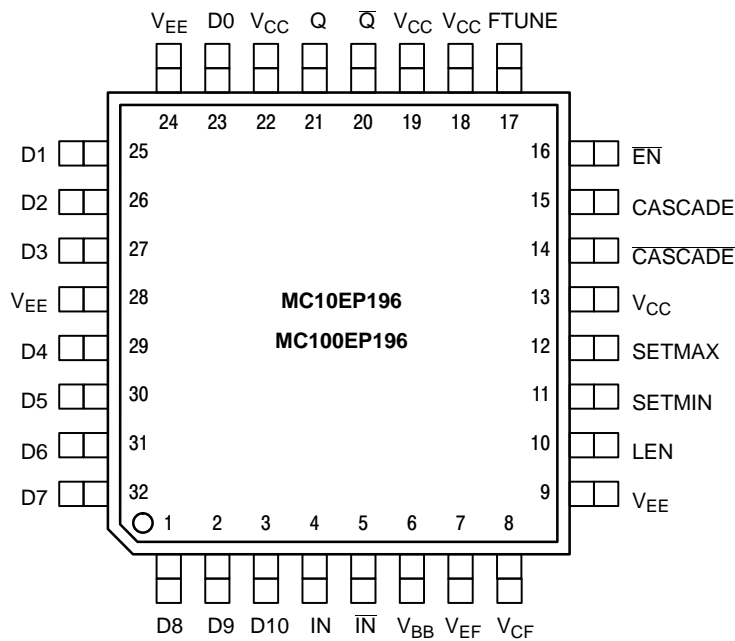 VEE D0 VCC Q Q̅ VCC VCC FTUNE
24 23 22 21 20 19 18 17
D1 25 16 E̅N̅
D2 26 15 CASCADE
D3 27 14 C̅A̅S̅C̅A̅D̅E̅
VEE 28 MC10EP196 13 VCC
MC100EP196
D4 29 12 SETMAX
D5 30 11 SETMIN
D6 31 10 LEN
D7 32 9 VEE
1 2 3 4 5 6 7 8
D8 D9 D10 IN I̅N̅ VBB VEF VCF